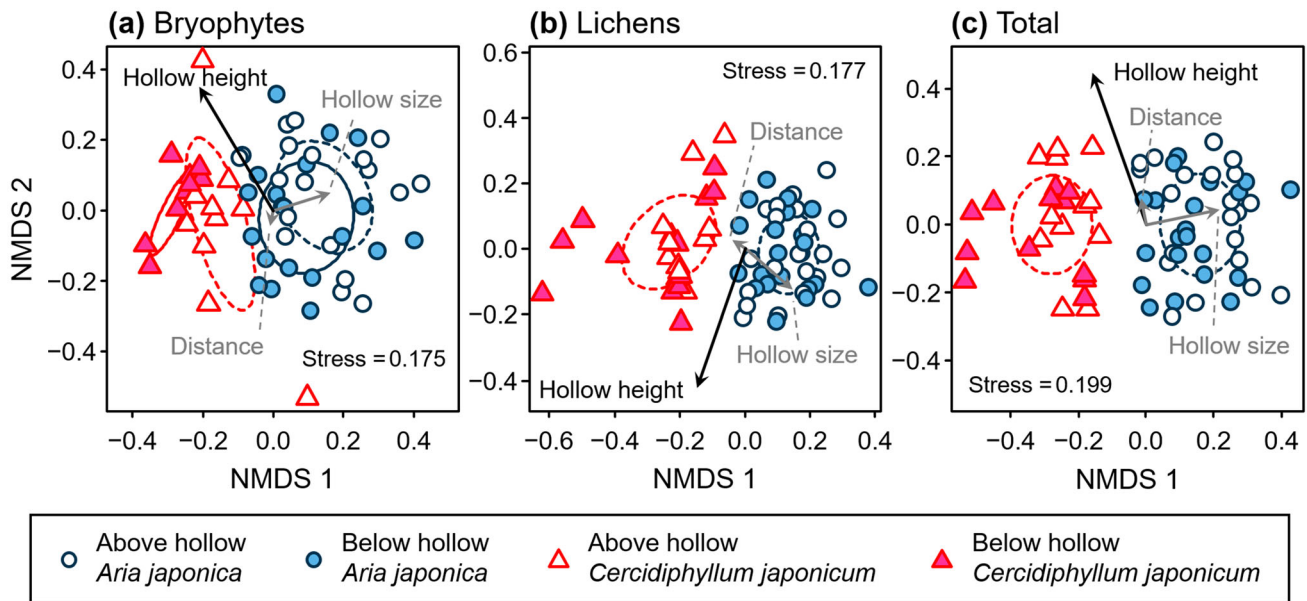 (a) Bryophytes
(b) Lichens
(c) Total
NMDS 2
0.4
0.2
0.0
−0.2
−0.4
Hollow height
Hollow size
Distance
Stress = 0.175
−0.4
−0.2
0.0
0.2
0.4
NMDS 1
0.6
0.4
0.2
0.0
−0.2
−0.4
Stress = 0.177
Distance
Hollow size
Hollow height
−0.6
−0.4
−0.2
0.0
0.2
0.4
NMDS 1
0.4
0.2
0.0
−0.2
−0.4
Hollow height
Distance
Hollow size
Stress = 0.199
−0.4
−0.2
0.0
0.2
0.4
NMDS 1
Above hollow
Aria japonica
Below hollow
Aria japonica
Above hollow
Cercidiphyllum japonicum
Below hollow
Cercidiphyllum japonicum